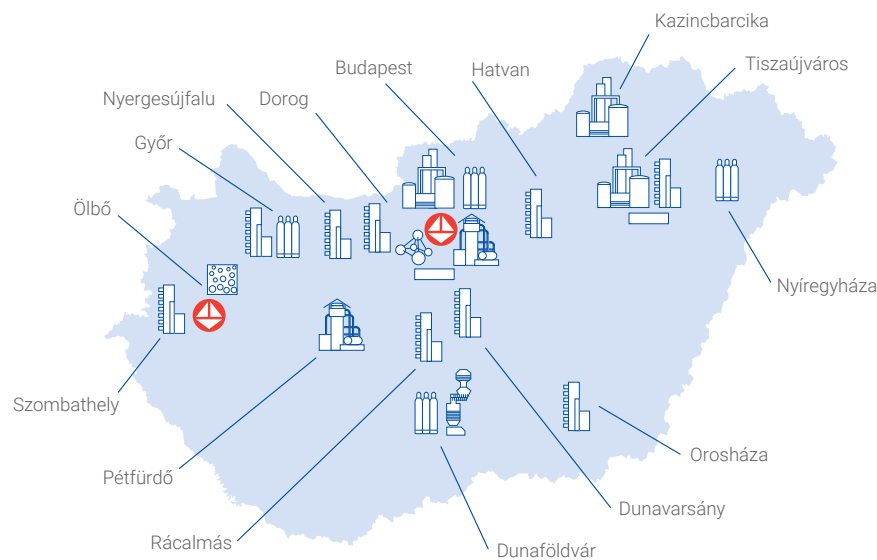 Kazincbarcika
Budapest
Hatvan
Tiszaújváros
Nyergesújfalu
Dorog
Győr
Ölbő
Nyíregyháza
Szombathely
Orosháza
Pétfürdő
Dunavarsány
Rácalmás
Dunaföldvár